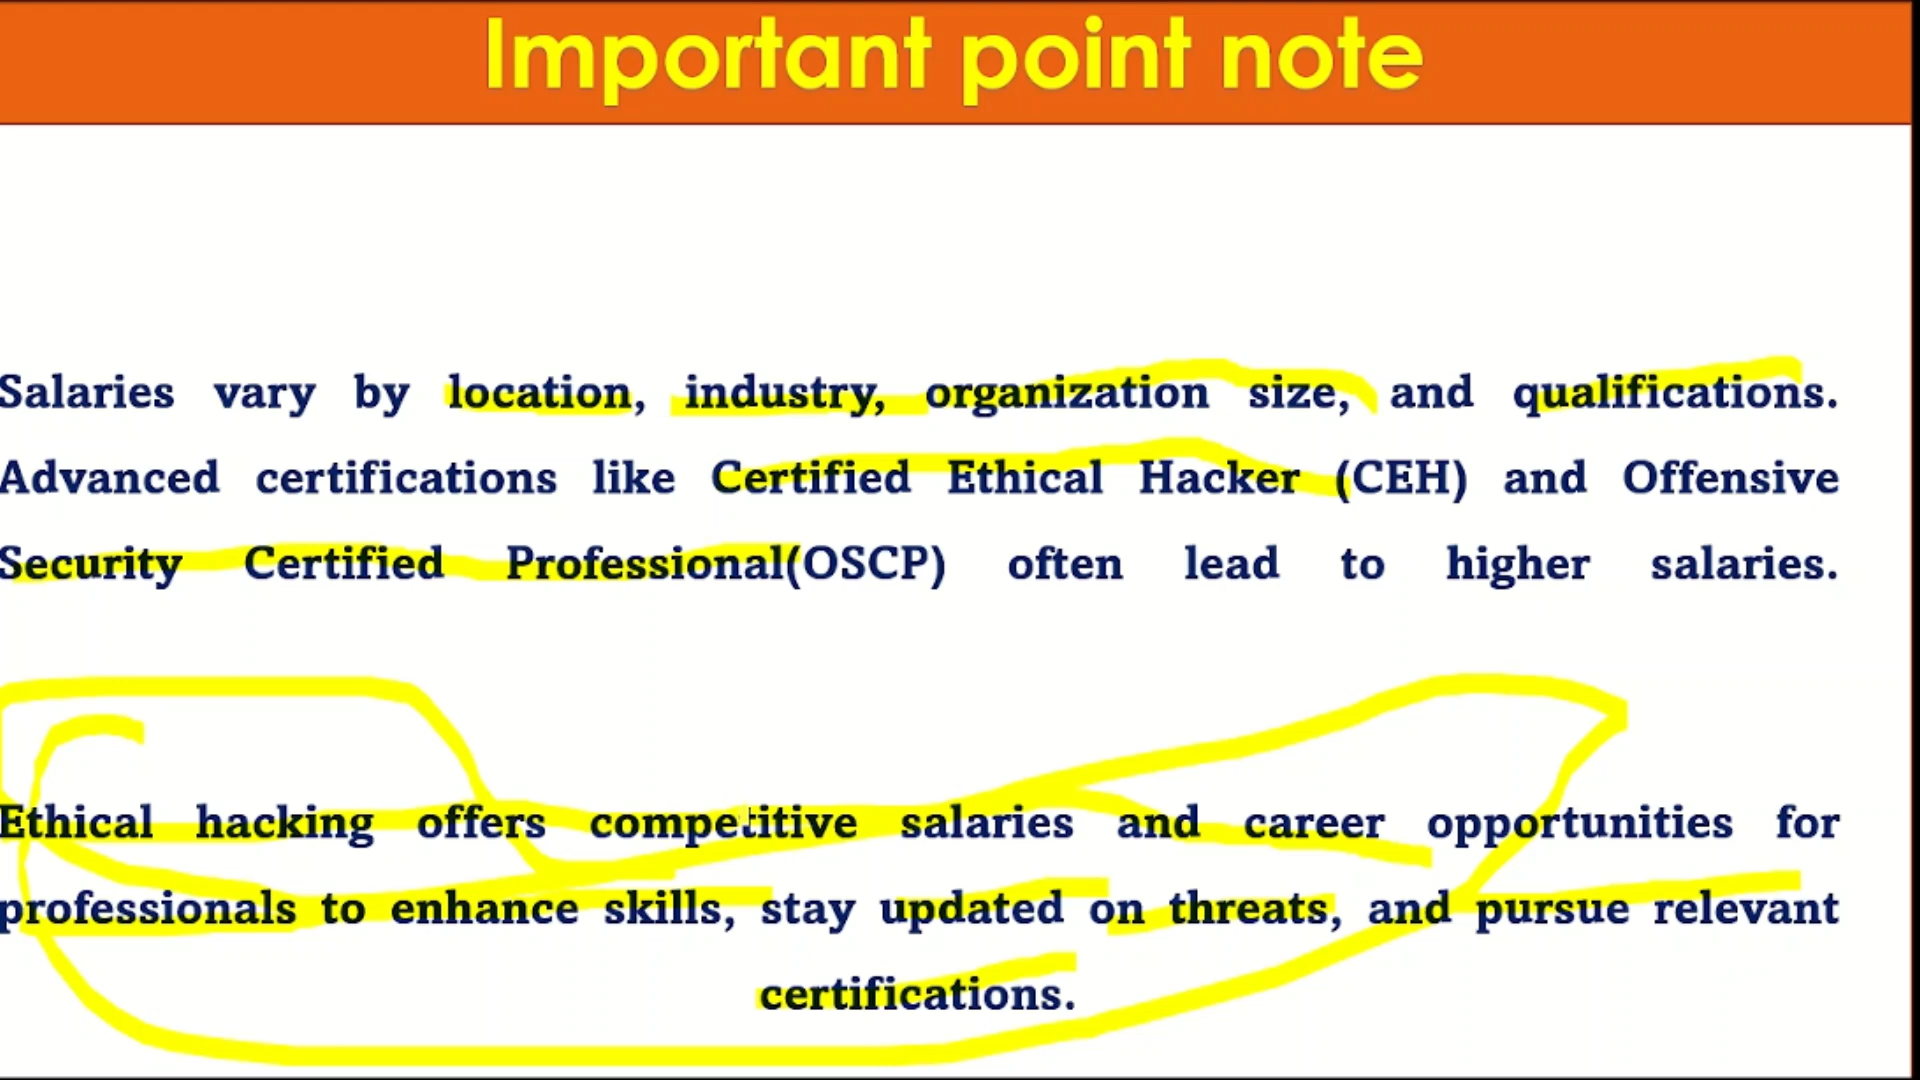 Important point note
Salaries vary by location, industry, organization size, and qualifications.
Advanced certifications like Certified Ethical Hacker (CEH) and Offensive
Security Certified Professional(OSCP) often lead to higher salaries.
Ethical hacking offers competitive salaries and career opportunities for
professionals to enhance skills, stay updated on threats, and pursue relevant
certifications.